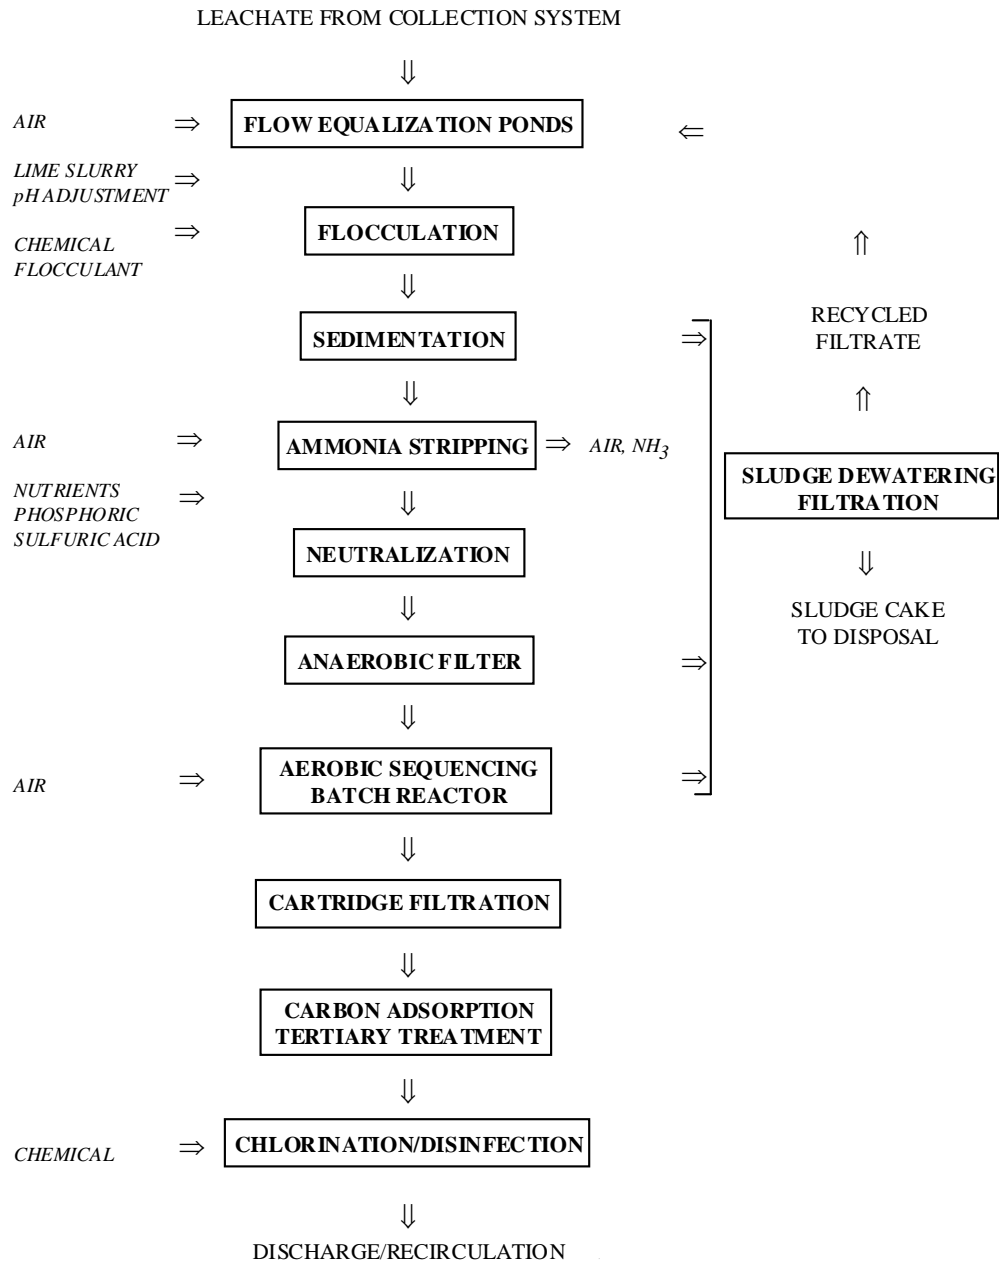 LEACHATE FROM COLLECTION SYSTEM
⇓
AIR ⇒ FLOW EQUALIZATION PONDS ⇐
LIME SLURRY ⇒ ⇓
pH ADJUSTMENT
⇒ FLOCCULATION ⇑
CHEMICAL
FLOCCULANT
⇓
RECYCLED
FILTRATE
SEDIMENTATION ⇒
⇓ ⇑
AIR ⇒ AMMONIA STRIPPING ⇒ AIR, NH3
SLUDGE DEWATERING
FILTRATION
NUTRIENTS ⇒ ⇓
PHOSPHORIC
SULFURIC ACID
NEUTRALIZATION ⇓
⇓
SLUDGE CAKE
TO DISPOSAL
ANAEROBIC FILTER ⇒
⇓
AIR ⇒ AEROBIC SEQUENCING ⇒
BATCH REACTOR
⇓
CARTRIDGE FILTRATION
⇓
CARBON ADSORPTION
TERTIARY TREATMENT
⇓
CHEMICAL ⇒ CHLORINATION/DISINFECTION
⇓
DISCHARGE/RECIRCULATION